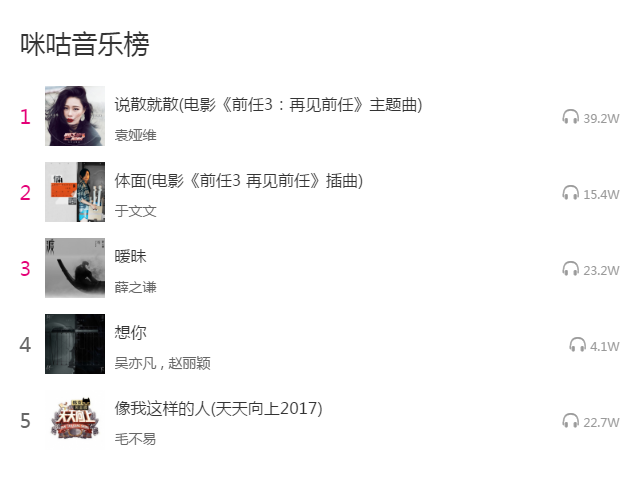 咪咕音乐榜
1
说散就散(电影《前任3：再见前任》主题曲)
39.2W
袁娅维
2
体面(电影《前任3 再见前任》插曲)
15.4W
于文文
3
暧昧
23.2W
薛之谦
4
想你
4.1W
吴亦凡 , 赵丽颖
5
天天向上
像我这样的人(天天向上2017)
22.7W
毛不易